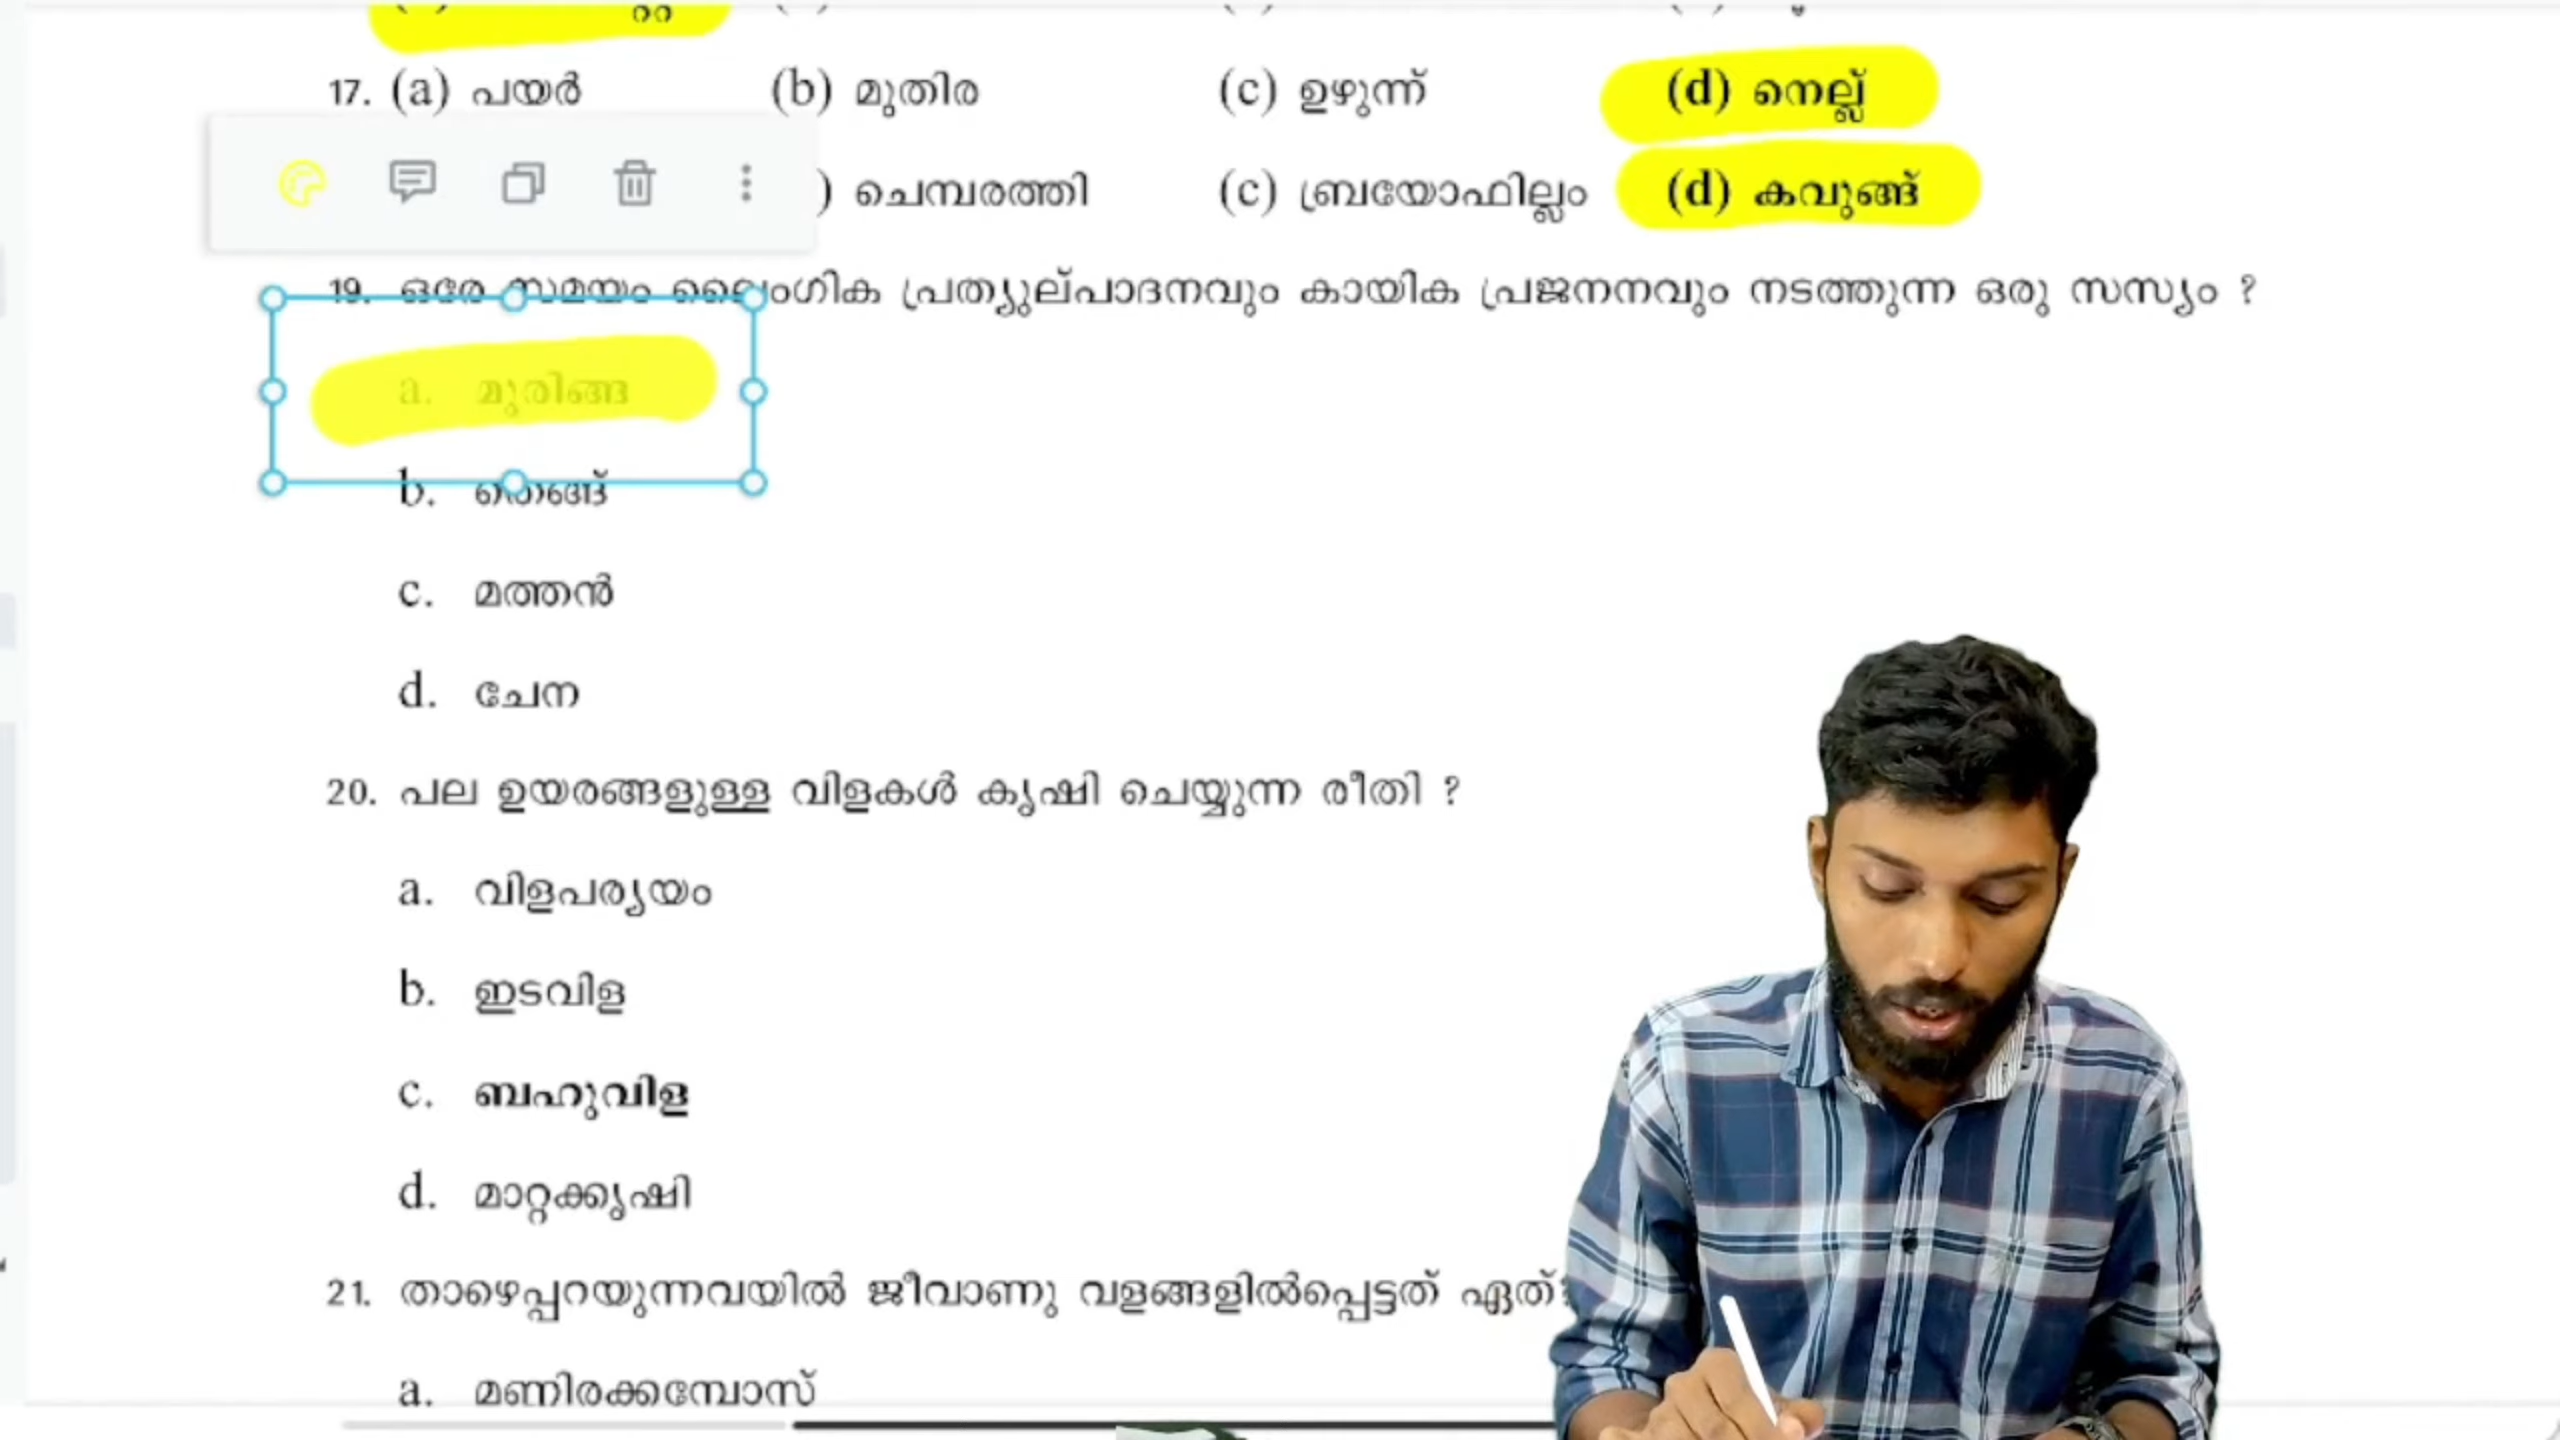 17. (a) പയർ (b) മുതിര (c) ഉഴുന്ന് (d) നെല്ല്
) ചെമ്പരത്തി (c) ബ്രയോഫില്ലം (d) കവുങ്ങ്
19. ഒരേ സമയം ലൈംഗിക പ്രത്യുല്പാദനവും കായിക പ്രജനനവും നടത്തുന്ന ഒരു സസ്യം ?
a. മുരിങ്ങ
b. തെങ്ങ്
c. മത്തൻ
d. ചേന
20. പല ഉയരങ്ങളുള്ള വിളകൾ കൃഷി ചെയ്യുന്ന രീതി ?
a. വിളപര്യയം
b. ഇടവിള
c. ബഹുവിള
d. മാറ്റക്കൃഷി
21. താഴെപ്പറയുന്നവയിൽ ജീവാണു വളങ്ങളിൽപ്പെട്ടത് ഏത്
a. മണിരക്കമ്പോസ്